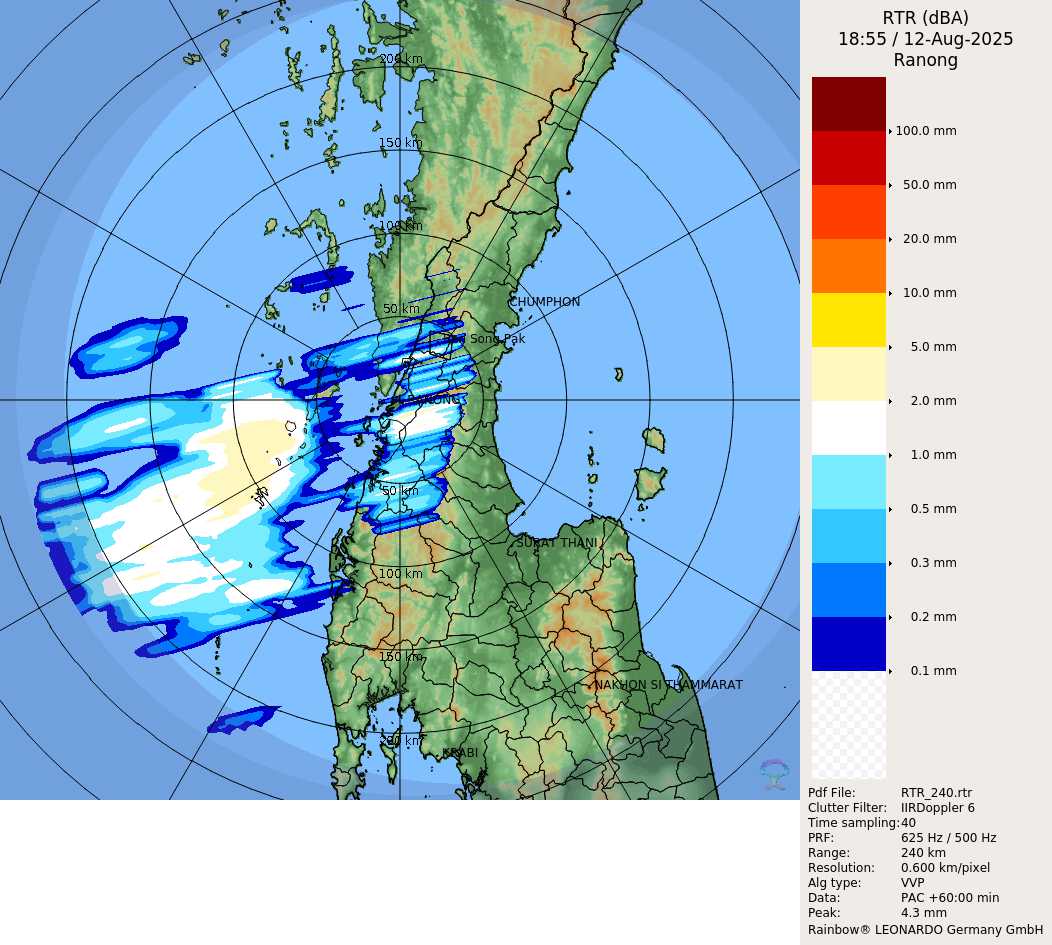 RTR (dBA)
18:55 / 12-Aug-2025
Ranong
200 km
150 km
100 km
50 km
CHUMPHON
RANONG
50 km
SURAT THANI
100 km
150 km
NAKHON SI THAMMARAT
200 km
KRABI
100.0 mm
50.0 mm
20.0 mm
10.0 mm
5.0 mm
2.0 mm
1.0 mm
0.5 mm
0.3 mm
0.2 mm
0.1 mm
Pdf File: RTR_240.rtr
Clutter Filter: IIRDoppler 6
Time sampling: 40
PRF: 625 Hz / 500 Hz
Range: 240 km
Resolution: 0.600 km/pixel
Alg type: VVP
Data: PAC +60:00 min
Peak: 4.3 mm
Rainbow® LEONARDO Germany GmbH